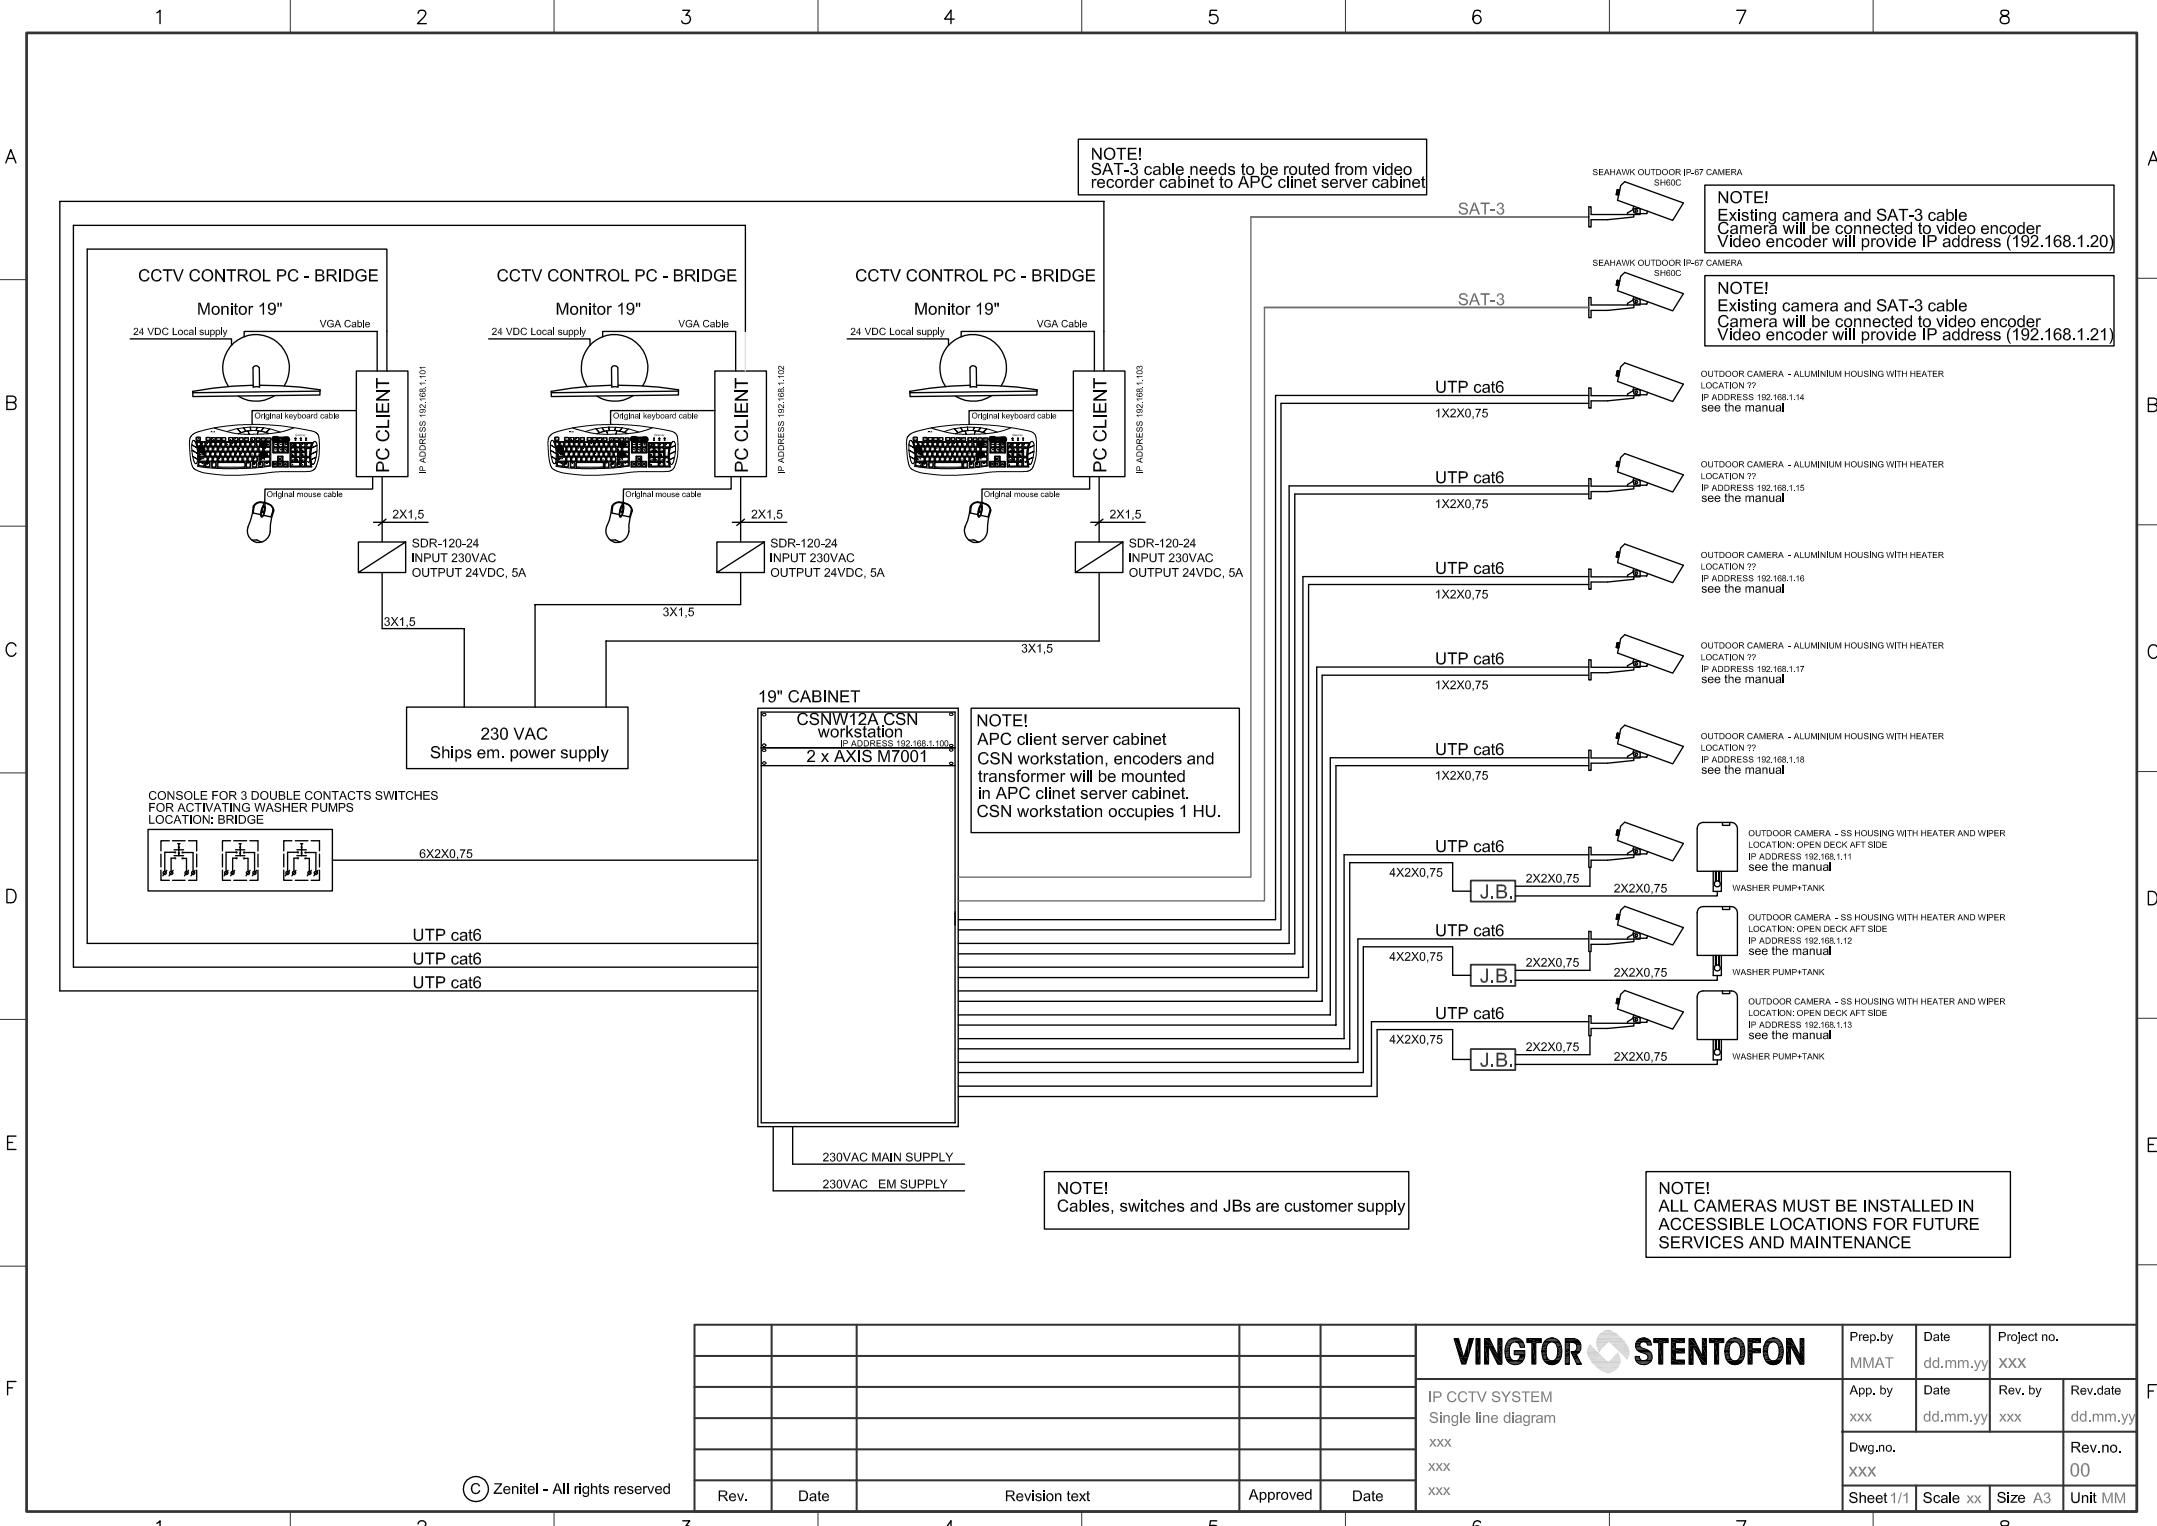 1 2 3 4 5 6 7 8
A
A
B
B
C
C
D
D
E
E
F
F
NOTE!
SAT-3 cable needs to be routed from video
recorder cabinet to APC clinet server cabinet
SEAHAWK OUTDOOR IP-67 CAMERA
SH60C
SAT-3
NOTE!
Existing camera and SAT-3 cable
Camera will be connected to video encoder
Video encoder will provide IP address (192.168.1.20)
SEAHAWK OUTDOOR IP-67 CAMERA
SH60C
SAT-3
NOTE!
Existing camera and SAT-3 cable
Camera will be connected to video encoder
Video encoder will provide IP address (192.168.1.21)
CCTV CONTROL PC - BRIDGE
Monitor 19"
24 VDC Local supply
VGA Cable
PC CLIENT
IP ADDRESS 192.168.1.101
Original keyboard cable
Original mouse cable
2X1,5
SDR-120-24
INPUT 230VAC
OUTPUT 24VDC, 5A
3X1,5
CCTV CONTROL PC - BRIDGE
Monitor 19"
24 VDC Local supply
VGA Cable
PC CLIENT
IP ADDRESS 192.168.1.102
Original keyboard cable
Original mouse cable
2X1,5
SDR-120-24
INPUT 230VAC
OUTPUT 24VDC, 5A
3X1,5
CCTV CONTROL PC - BRIDGE
Monitor 19"
24 VDC Local supply
VGA Cable
PC CLIENT
IP ADDRESS 192.168.1.103
Original keyboard cable
Original mouse cable
2X1,5
SDR-120-24
INPUT 230VAC
OUTPUT 24VDC, 5A
3X1,5
230 VAC
Ships em. power supply
UTP cat6
1X2X0,75
OUTDOOR CAMERA - ALUMINIUM HOUSING WITH HEATER
LOCATION ??
IP ADDRESS 192.168.1.14
see the manual
UTP cat6
1X2X0,75
OUTDOOR CAMERA - ALUMINIUM HOUSING WITH HEATER
LOCATION ??
IP ADDRESS 192.168.1.15
see the manual
UTP cat6
1X2X0,75
OUTDOOR CAMERA - ALUMINIUM HOUSING WITH HEATER
LOCATION ??
IP ADDRESS 192.168.1.16
see the manual
UTP cat6
1X2X0,75
OUTDOOR CAMERA - ALUMINIUM HOUSING WITH HEATER
LOCATION ??
IP ADDRESS 192.168.1.17
see the manual
UTP cat6
1X2X0,75
OUTDOOR CAMERA - ALUMINIUM HOUSING WITH HEATER
LOCATION ??
IP ADDRESS 192.168.1.18
see the manual
19" CABINET
CSNW12A CSN
workstation
IP ADDRESS 192.168.1.100
2 x AXIS M7001
NOTE!
APC client server cabinet
CSN workstation, encoders and
transformer will be mounted
in APC clinet server cabinet.
CSN workstation occupies 1 HU.
CONSOLE FOR 3 DOUBLE CONTACTS SWITCHES
FOR ACTIVATING WASHER PUMPS
LOCATION: BRIDGE
6X2X0,75
UTP cat6
UTP cat6
UTP cat6
UTP cat6
4X2X0,75
J.B.
2X2X0,75
2X2X0,75
OUTDOOR CAMERA - SS HOUSING WITH HEATER AND WIPER
LOCATION: OPEN DECK AFT SIDE
IP ADDRESS 192.168.1.11
see the manual
WASHER PUMP+TANK
UTP cat6
4X2X0,75
J.B.
2X2X0,75
2X2X0,75
OUTDOOR CAMERA - SS HOUSING WITH HEATER AND WIPER
LOCATION: OPEN DECK AFT SIDE
IP ADDRESS 192.168.1.12
see the manual
WASHER PUMP+TANK
UTP cat6
4X2X0,75
J.B.
2X2X0,75
2X2X0,75
OUTDOOR CAMERA - SS HOUSING WITH HEATER AND WIPER
LOCATION: OPEN DECK AFT SIDE
IP ADDRESS 192.168.1.13
see the manual
WASHER PUMP+TANK
230VAC MAIN SUPPLY
230VAC EM SUPPLY
NOTE!
Cables, switches and JBs are customer supply
NOTE!
ALL CAMERAS MUST BE INSTALLED IN
ACCESSIBLE LOCATIONS FOR FUTURE
SERVICES AND MAINTENANCE
C Zenitel - All rights reserved
Rev. Date Revision text Approved Date
VINGTOR STENTOFON
IP CCTV SYSTEM
Single line diagram
xxx
xxx
xxx
Prep.by Date Project no.
MMAT dd.mm.yy XXX
App. by Date Rev. by Rev.date
xxx dd.mm.yy xxx dd.mm.yy
Dwg.no. Rev.no.
XXX 00
Sheet 1/1 Scale xx Size A3 Unit MM
1 2 3 4 5 6 7 8